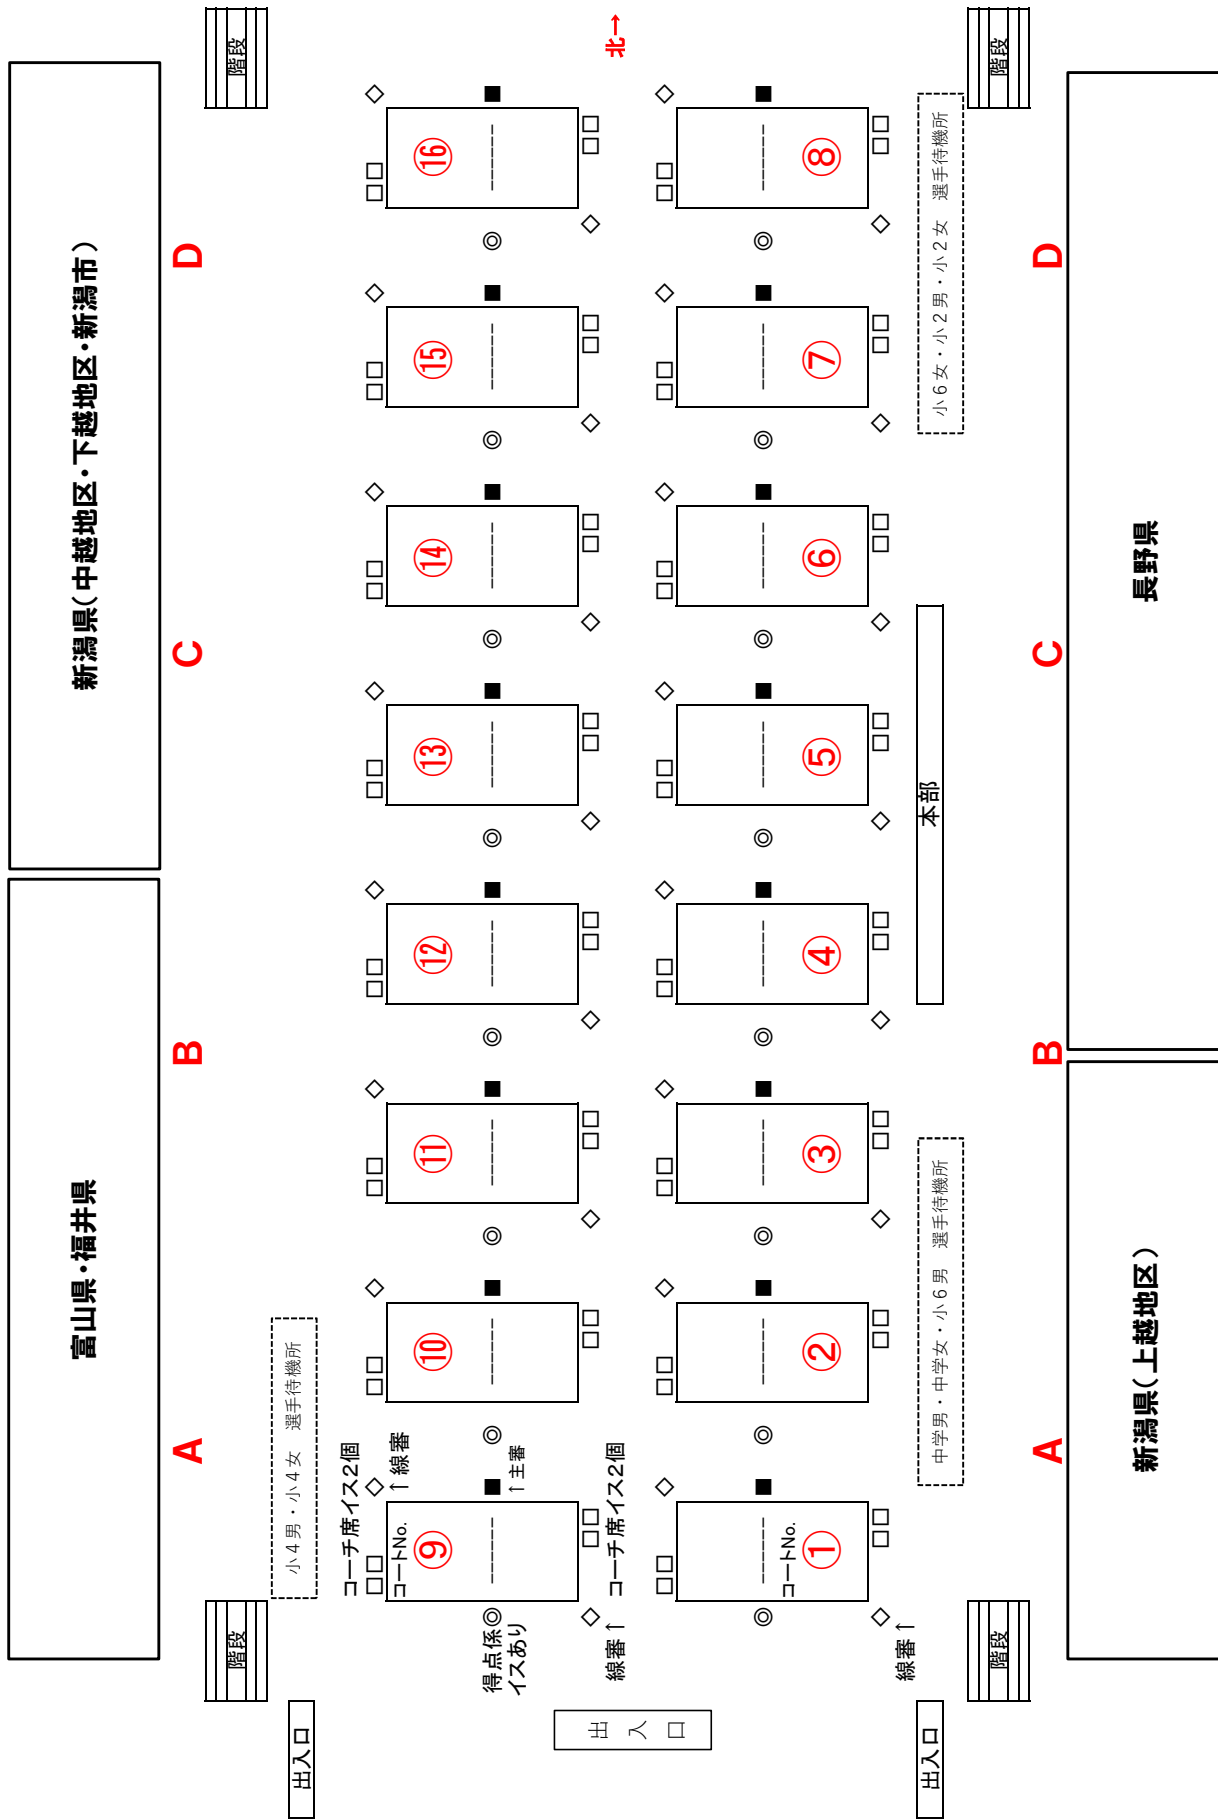 新潟県(中越地区・下越地区・新潟市)
富山県・福井県
D
C
B
A
階段
階段
出入口
小4男・小4女　選手待機所
コーチ席イス2個
↑線審
コートNo.
⑨
⑩
⑪
⑫
⑬
⑭
⑮
⑯
得点係
イスあり
↑主審
北→
コーチ席イス2個
線審↑
出入口
コートNo.
①
②
③
④
⑤
⑥
⑦
⑧
線審↑
出入口
中学男・中学女・小6男　選手待機所
本部
小6女・小2男・小2女　選手待機所
階段
階段
A
B
C
D
新潟県(上越地区)
長野県